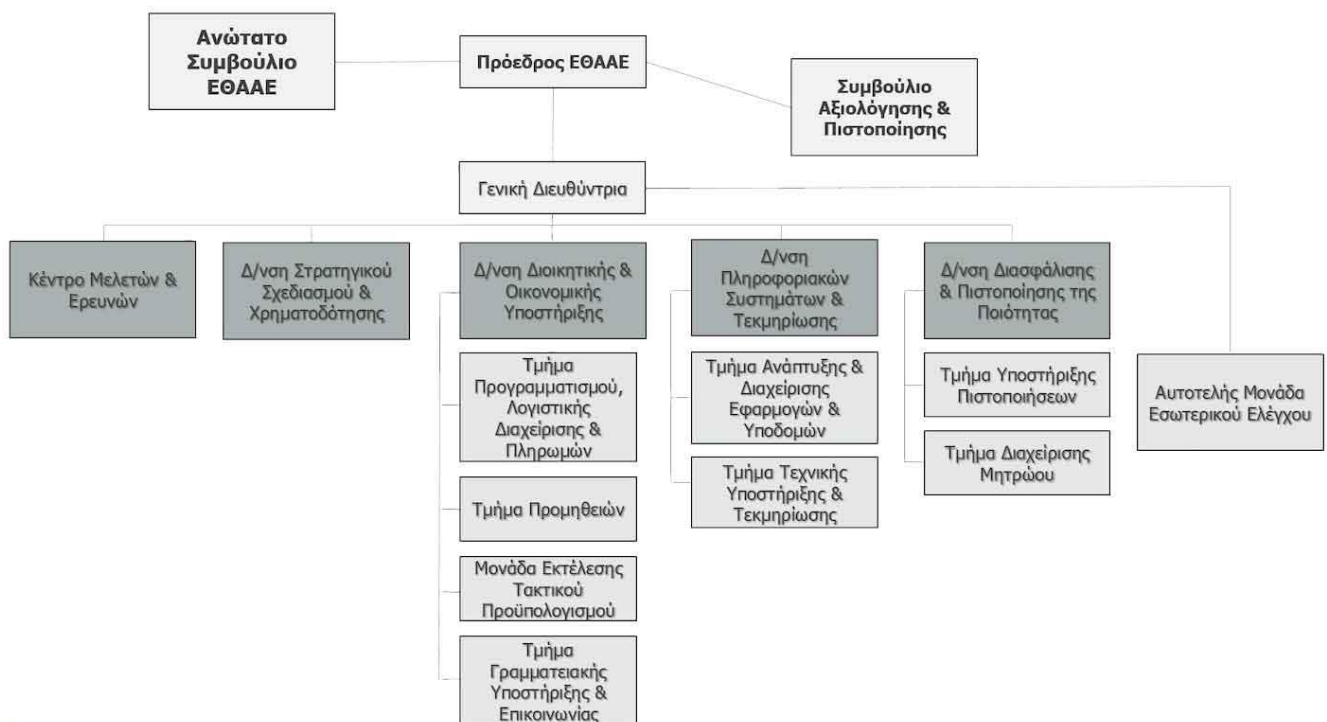 Ανώτατο
Συμβούλιο
ΕΘΑΑΕ
Πρόεδρος ΕΘΑΑΕ
Συμβούλιο
Αξιολόγησης &
Πιστοποίησης
Γενική Διευθύντρια
Κέντρο Μελετών &
Ερευνών
Δ/νση Στρατηγικού
Σχεδιασμού &
Χρηματοδότησης
Δ/νση Διοικητικής &
Οικονομικής
Υποστήριξης
Δ/νση
Πληροφοριακών
Συστημάτων &
Τεκμηρίωσης
Δ/νση Διασφάλισης
& Πιστοποίησης της
Ποιότητας
Τμήμα
Προγραμματισμού,
Λογιστικής
Διαχείρισης &
Πληρωμών
Τμήμα Προμηθειών
Μονάδα Εκτέλεσης
Τακτικού
Προϋπολογισμού
Τμήμα
Γραμματειακής
Υποστήριξης &
Επικοινωνίας
Τμήμα Ανάπτυξης &
Διαχείρισης
Εφαρμογών &
Υποδομών
Τμήμα Τεχνικής
Υποστήριξης &
Τεκμηρίωσης
Τμήμα Υποστήριξης
Πιστοποιήσεων
Τμήμα Διαχείρισης
Μητρώου
Αυτοτελής Μονάδα
Εσωτερικού Ελέγχου